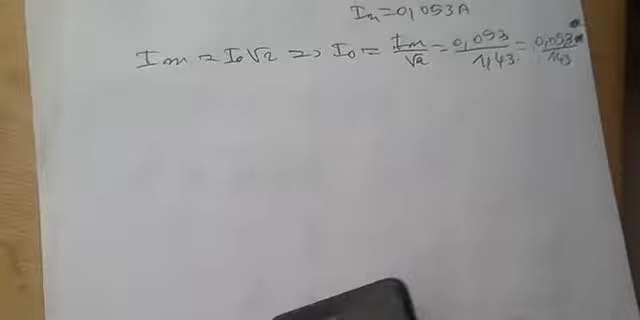 Im = 0,053A
Im = I₀√2 => I₀ = Im/√2 = 0,053/1,43 = 0,053/143